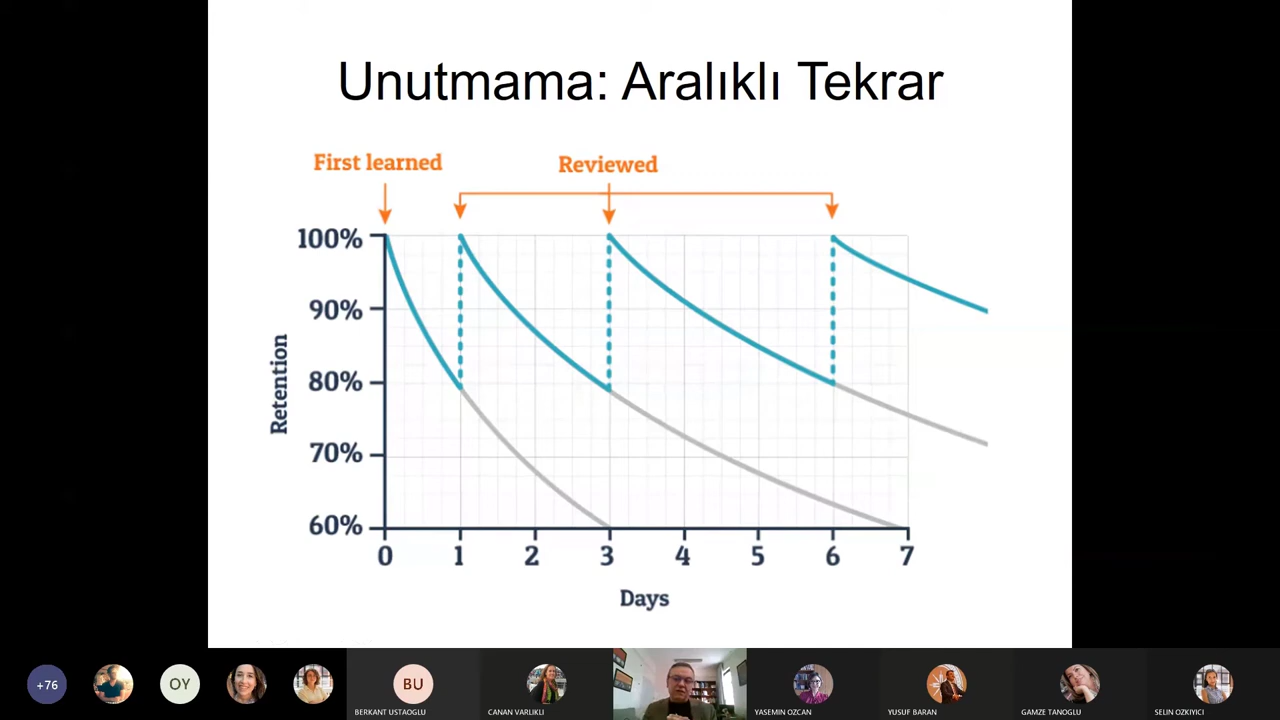 Unutmama: Aralıklı Tekrar
First learned
Reviewed
100%
90%
80%
70%
60%
Retention
0 1 2 3 4 5 6 7
Days
+76
OY
BU
BERKANT USTAOGLU
CANAN VARLIKLI
YASEMIN OZCAN
YUSUF BARAN
GAMZE TANOGLU
SELIN OZKIYICI